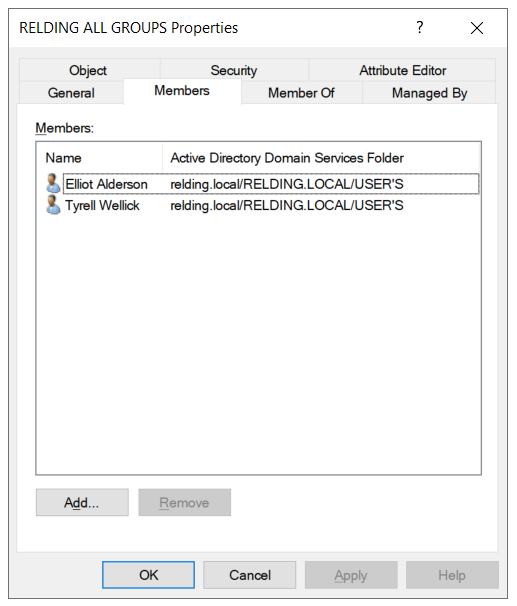 RELDING ALL GROUPS Properties ? ×
Object Security Attribute Editor
General Members Member Of Managed By
Members:
Name Active Directory Domain Services Folder
Elliot Alderson relding.local/RELDING.LOCAL/USER'S
Tyrell Wellick relding.local/RELDING.LOCAL/USER'S
Add... Remove
OK Cancel Apply Help